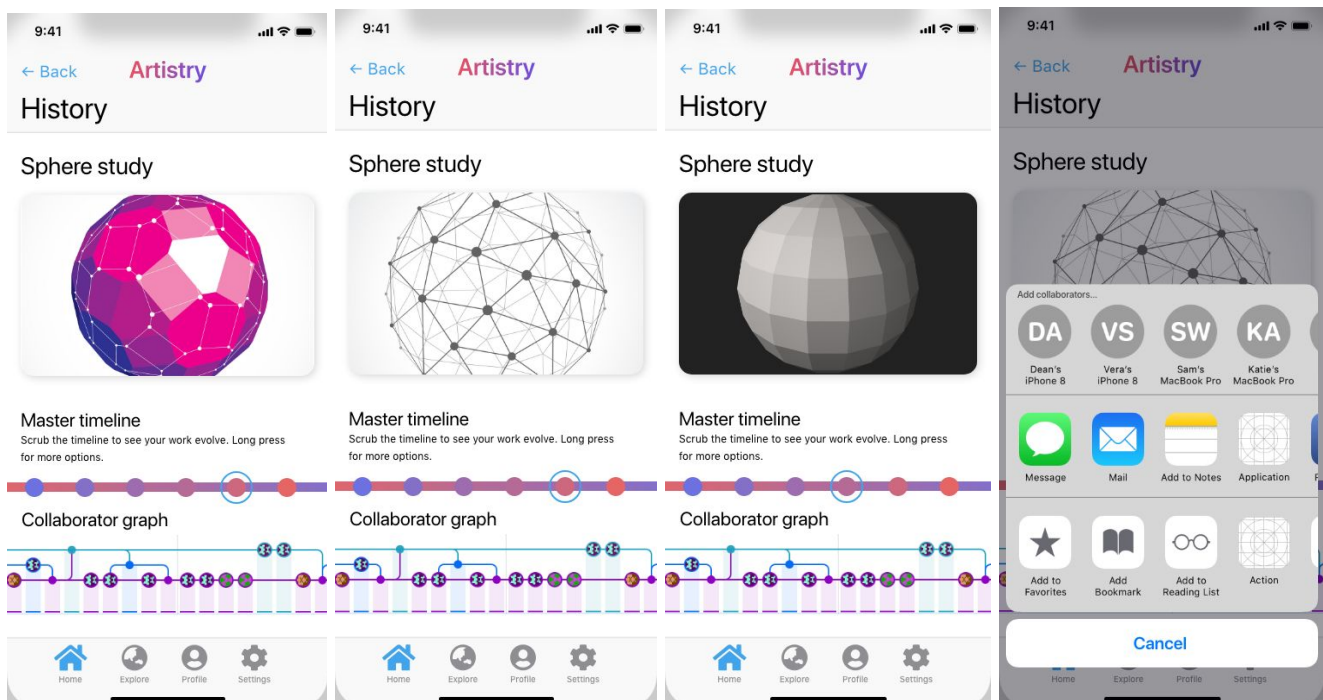 9:41
← Back
Artistry
History
Sphere study
Master timeline
Scrub the timeline to see your work evolve. Long press
for more options.
Collaborator graph
Home
Explore
Profile
Settings
9:41
← Back
Artistry
History
Sphere study
Master timeline
Scrub the timeline to see your work evolve. Long press
for more options.
Collaborator graph
Home
Explore
Profile
Settings
9:41
← Back
Artistry
History
Sphere study
Master timeline
Scrub the timeline to see your work evolve. Long press
for more options.
Collaborator graph
Home
Explore
Profile
Settings
9:41
← Back
Artistry
History
Sphere study
Add collaborators...
DA
VS
SW
KA
Dean's
iPhone 8
Vera's
iPhone 8
Sam's
MacBook Pro
Katie's
MacBook Pro
Message
Mail
Add to Notes
Application
Add to
Favorites
Add
Bookmark
Add to
Reading List
Action
Cancel
Home
Explore
Profile
Settings